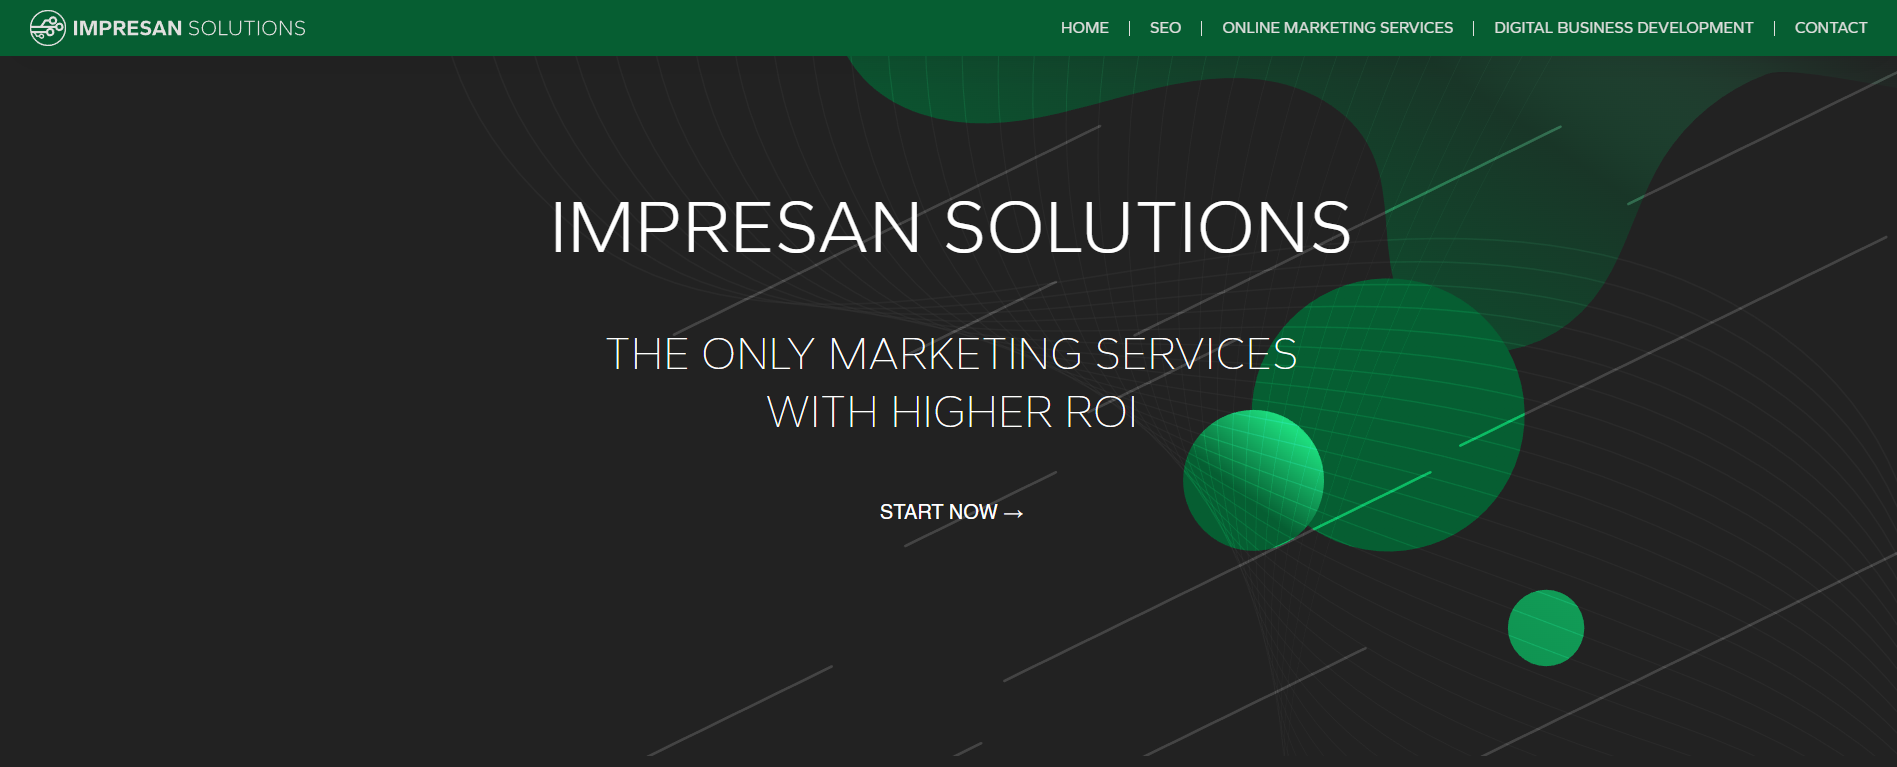 IMPRESAN SOLUTIONS
HOME | SEO | ONLINE MARKETING SERVICES | DIGITAL BUSINESS DEVELOPMENT | CONTACT
IMPRESAN SOLUTIONS
THE ONLY MARKETING SERVICES
WITH HIGHER ROI
START NOW →